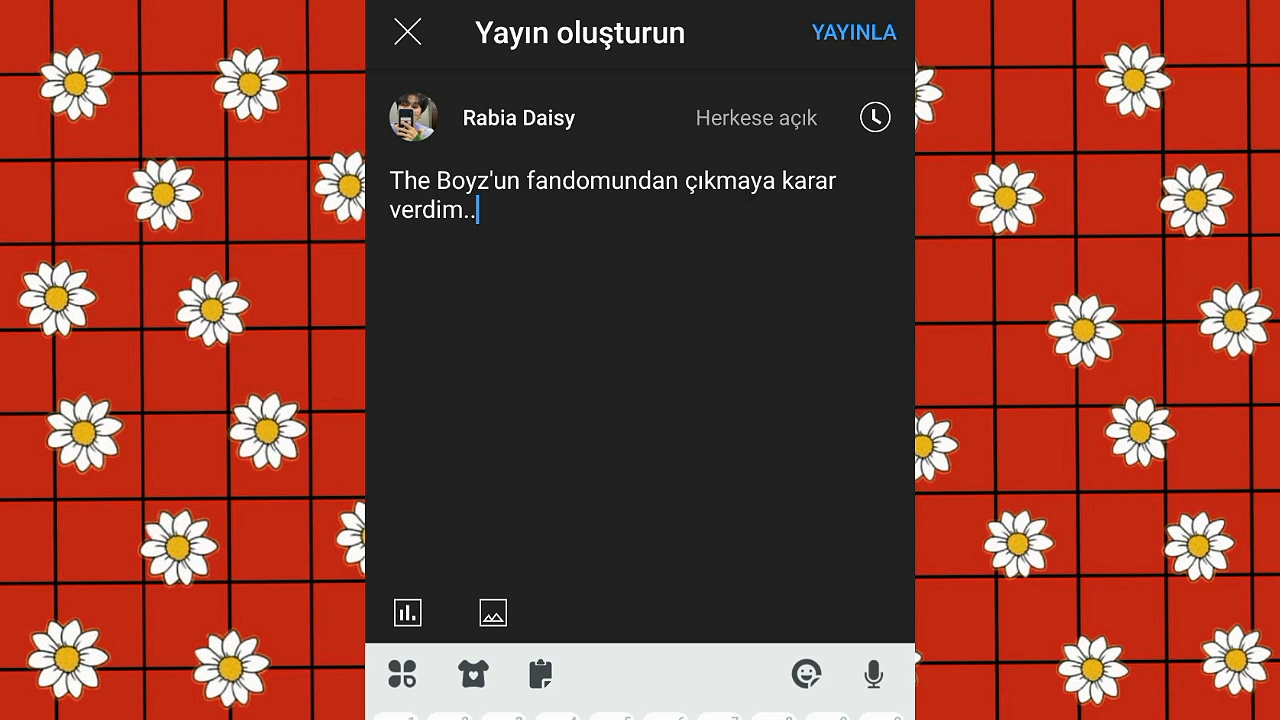 Yayın oluşturun
YAYINLA
Rabia Daisy
Herkese açık
The Boyz'un fandomundan çıkmaya karar
verdim..